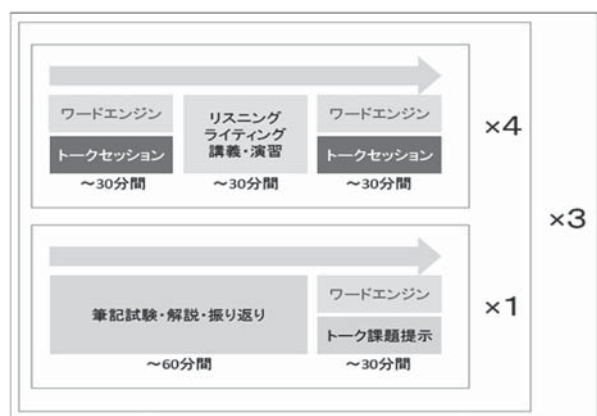 ワードエンジン
トークセッション
～30分間
リスニング
ライティング
講義・演習
～30分間
ワードエンジン
トークセッション
～30分間
×4
筆記試験・解説・振り返り
～60分間
ワードエンジン
トーク課題提示
～30分間
×1
×3